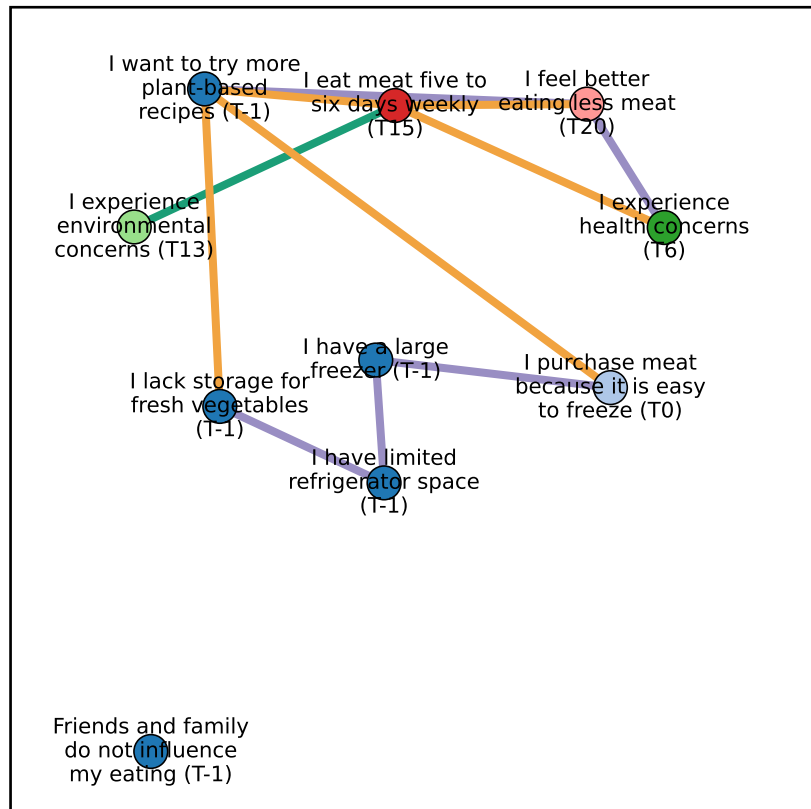 I want to try more
plant-based
recipes (T-1)
I eat meat five to
six days weekly
(T15)
I feel better
eating less meat
(T20)
I experience
environmental
concerns (T13)
I experience
health concerns
(T6)
I have a large
freezer (T-1)
I purchase meat
because it is easy
to freeze (T0)
I lack storage for
fresh vegetables
(T-1)
I have limited
refrigerator space
(T-1)
Friends and family
do not influence
my eating (T-1)